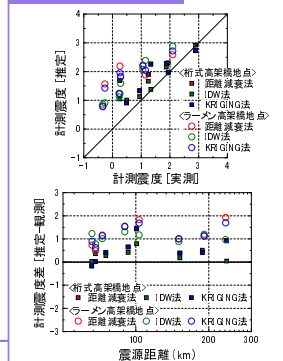 4
3
2
1
0
-1
-1 0 1 2 3 4
計測震度 [推定]
計測震度 [実測]
<桁式高架橋地点>
距離減衰法
IDW法
KRIGING法
<ラーメン高架橋地点>
距離減衰法
IDW法
KRIGING法
3
2
1
0
-1
-2
-3
計測震度差 [推定-観測]
<桁式高架橋地点>
距離減衰法 IDW法 KRIGING法
<ラーメン高架橋地点>
距離減衰法 IDW法 KRIGING法
100 200 300
震源距離(km)